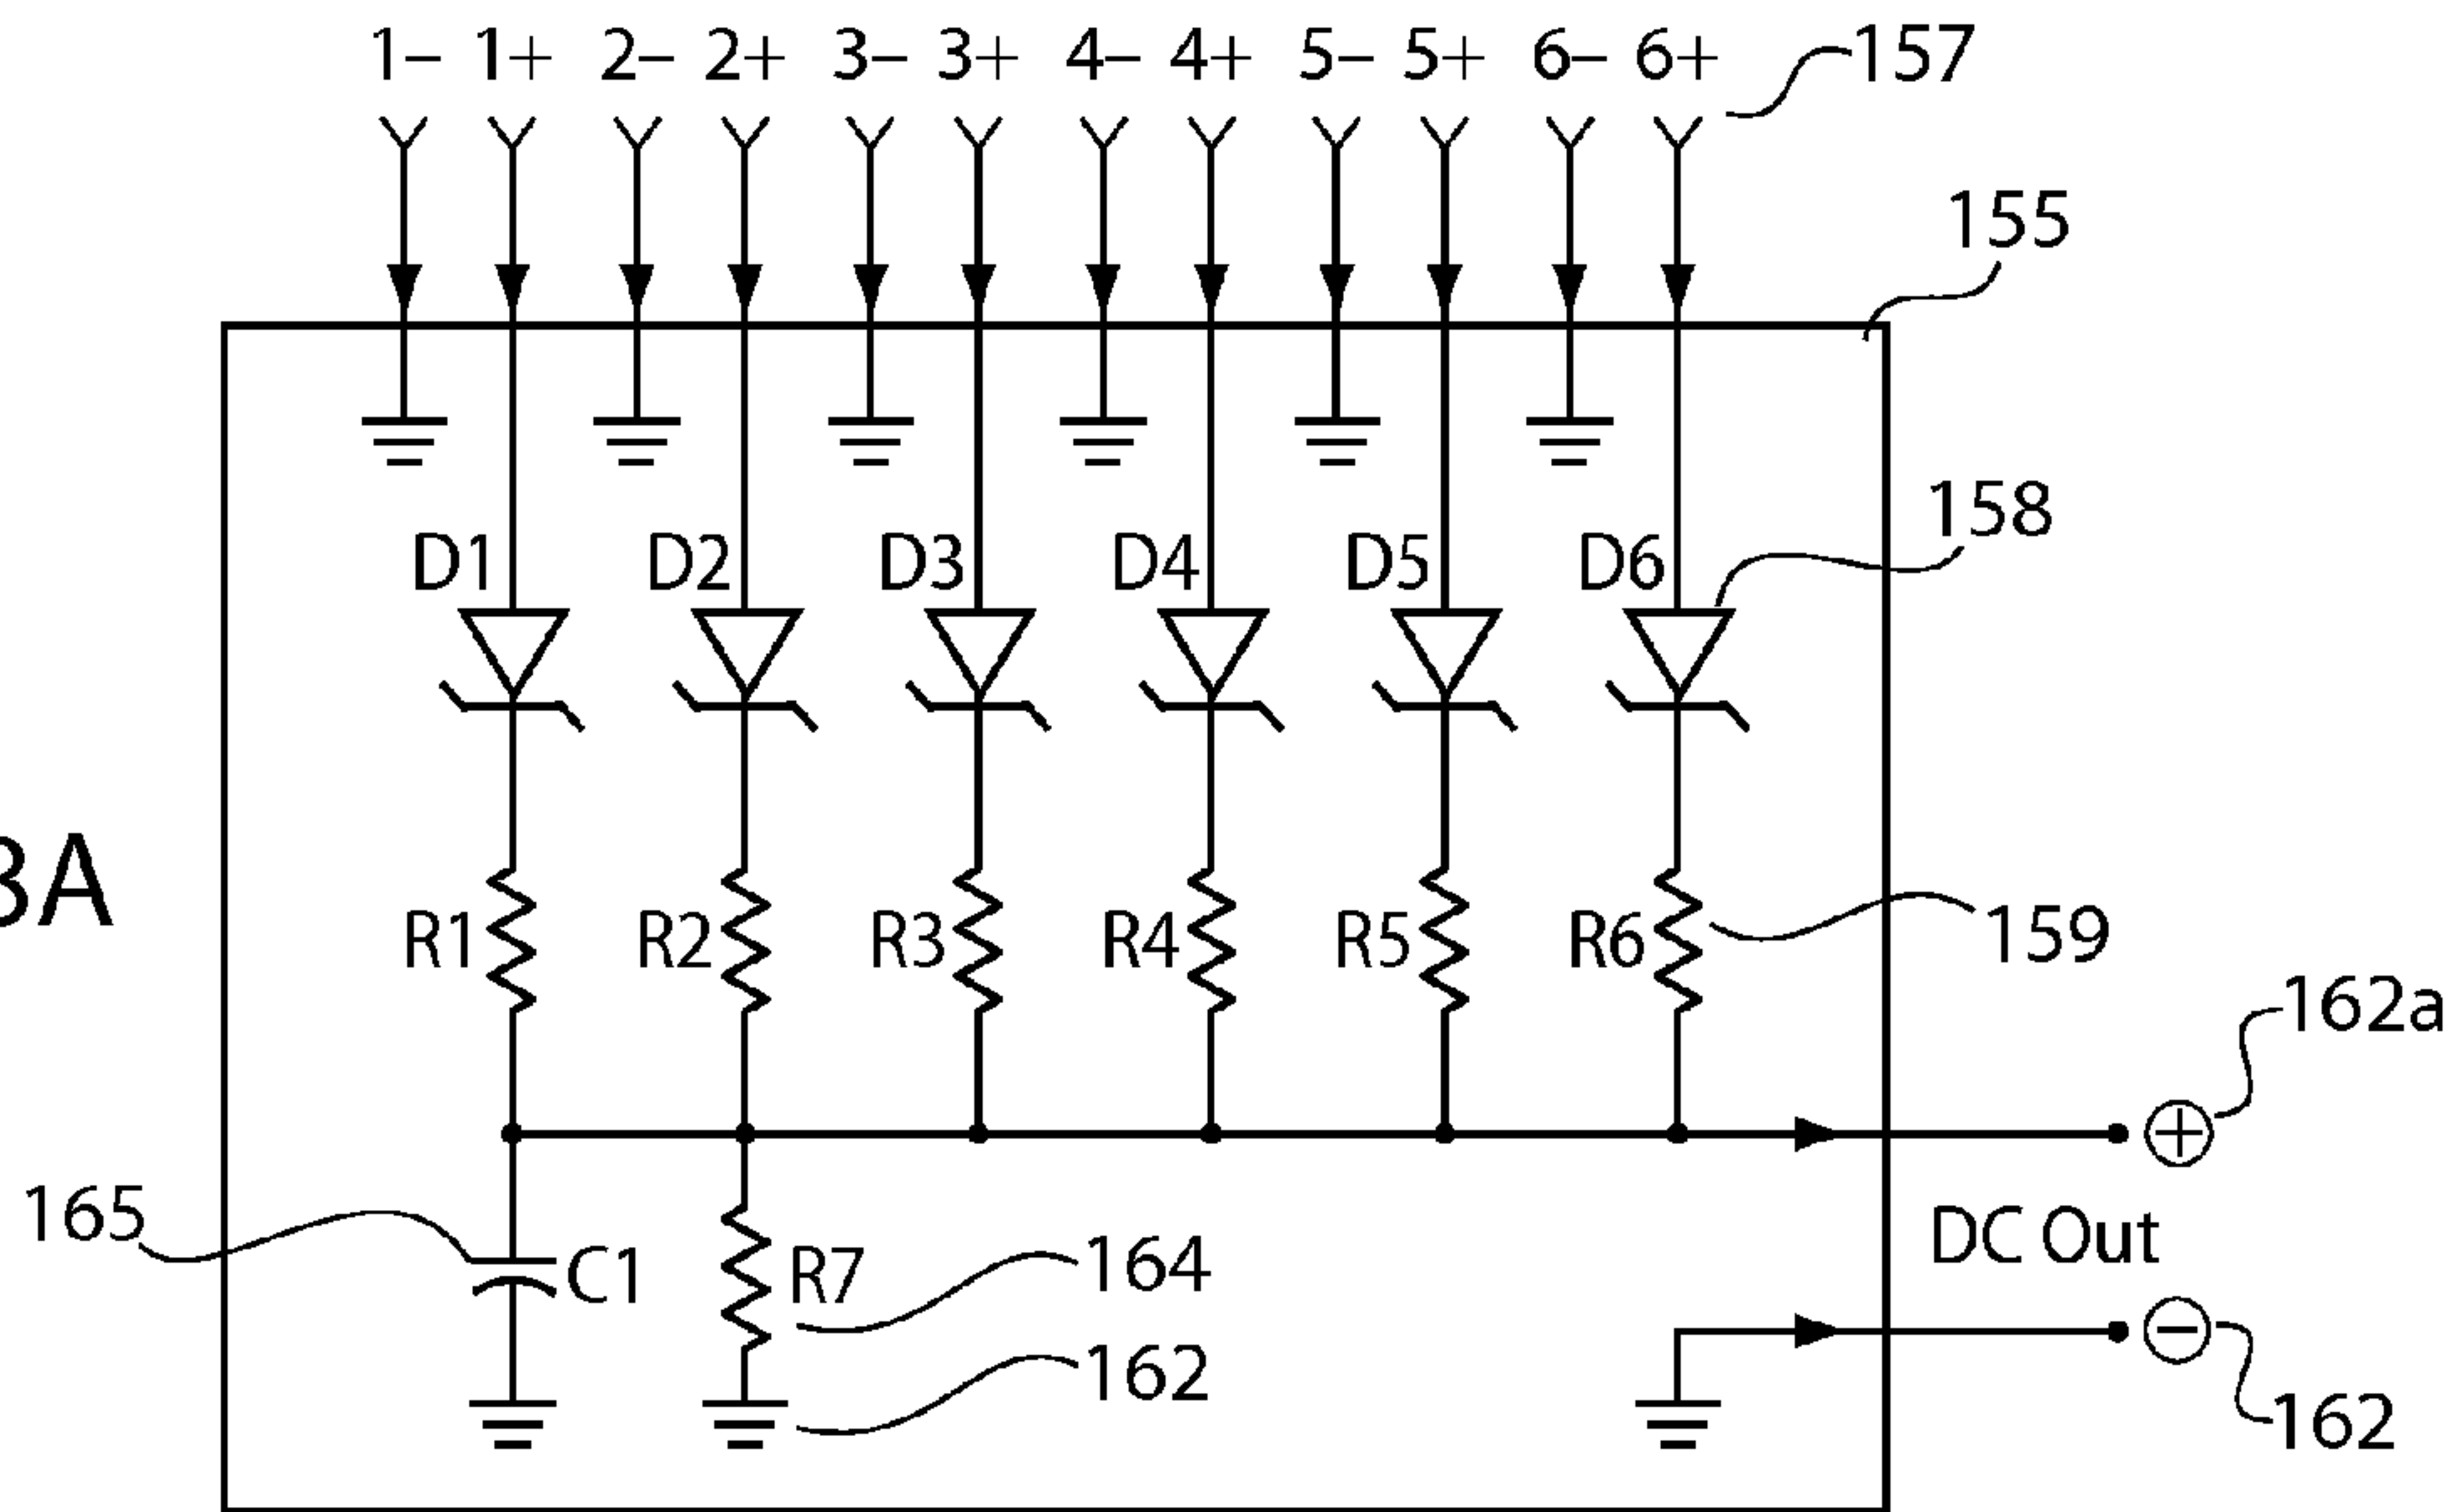 1– 1+ 2– 2+ 3– 3+ 4– 4+ 5– 5+ 6– 6+ 157
155
158
D1 D2 D3 D4 D5 D6
3A
R1 R2 R3 R4 R5 R6 159
162a
+
165
DC Out
C1 R7 164
–
162
162